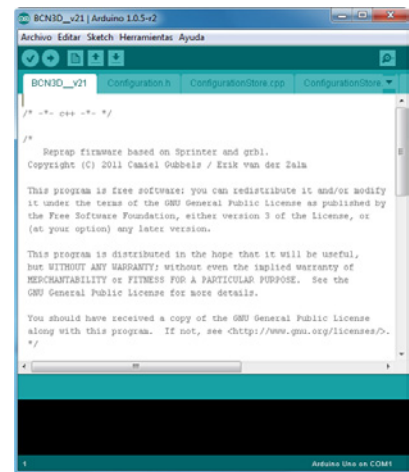 BCN3D__v21 | Arduino 1.0.5-r2
Archivo Editar Sketch Herramientas Ayuda
BCN3D__v21 Configuration.h ConfigurationStore.cpp ConfigurationStore
/* -*- c++ -*- */
/*
Reprap firmware based on Sprinter and grbl.
Copyright (C) 2011 Camiel Gubbels / Erik van der Zalm
This program is free software: you can redistribute it and/or modify
it under the terms of the GNU General Public License as published by
the Free Software Foundation, either version 3 of the License, or
(at your option) any later version.
This program is distributed in the hope that it will be useful,
but WITHOUT ANY WARRANTY; without even the implied warranty of
MERCHANTABILITY or FITNESS FOR A PARTICULAR PURPOSE.  See the
GNU General Public License for more details.
You should have received a copy of the GNU General Public License
along with this program.  If not, see <http://www.gnu.org/licenses/>.
*/
1 Arduino Uno on COM1